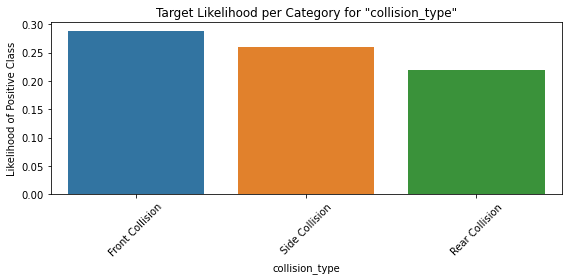 Target Likelihood per Category for "collision_type"
Likelihood of Positive Class
0.30
0.25
0.20
0.15
0.10
0.05
0.00
Front Collision
Side Collision
Rear Collision
collision_type